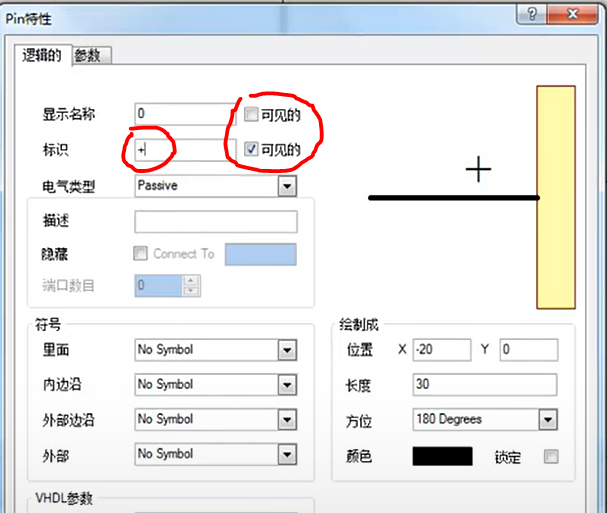 Pin特性
逻辑的 参数
显示名称 0 可见的
标识 + 可见的
电气类型 Passive
描述
隐藏 Connect To
端口数目 0
符号
里面 No Symbol
内边沿 No Symbol
外部边沿 No Symbol
外部 No Symbol
绘制成
位置 X -20 Y 0
长度 30
方位 180 Degrees
颜色 锁定
VHDL参数
+